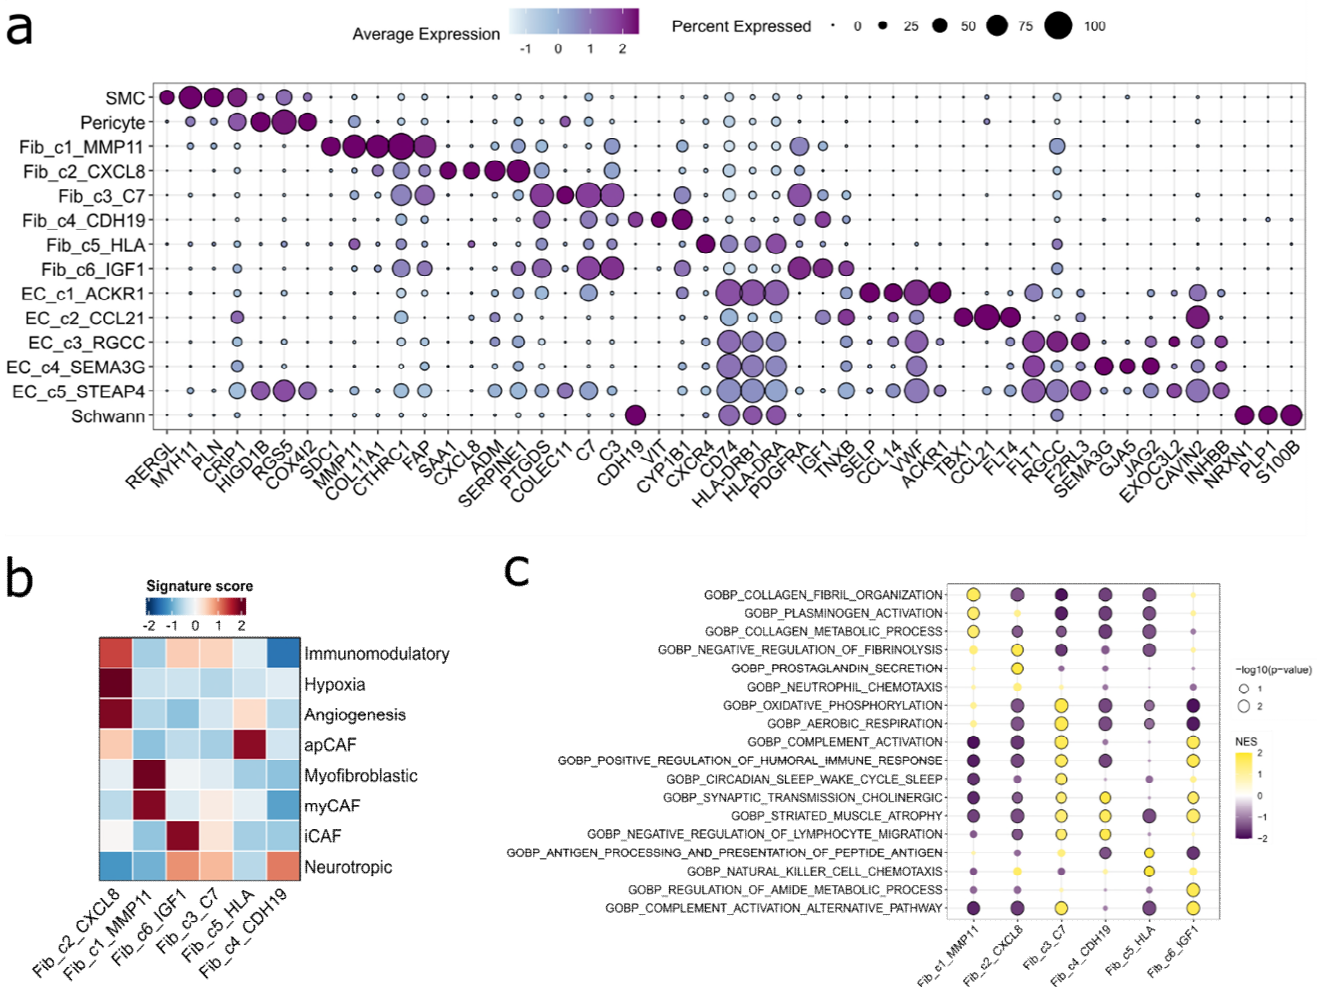 a
Average Expression
-1 0 1 2
Percent Expressed
0 25 50 75 100
SMC
Pericyte
Fib_c1_MMP11
Fib_c2_CXCL8
Fib_c3_C7
Fib_c4_CDH19
Fib_c5_HLA
Fib_c6_IGF1
EC_c1_ACKR1
EC_c2_CCL21
EC_c3_RGCC
EC_c4_SEMA3G
EC_c5_STEAP4
Schwann
RERGL
MYH11
PLN
CRIP1
HIGD1B
RGS5
COX4I2
SDC1
MMP11
COL11A1
CTHRC1
FAP
SAA1
CXCL8
ADM
SERPINE1
PTGDS
COLEC11
C7
C3
CDH19
VIT
CYP1B1
CXCR4
CD74
HLA-DRB1
HLA-DRA
PDGFRA
IGF1
TNXB
SELP
CCL14
VWF
ACKR1
TBX1
CCL21
FLT4
FLT1
RGCC
F2RL3
SEMA3G
GJA5
JAG2
EXOC3L2
CAVIN2
INHBB
NRXN1
PLP1
S100B
b
Signature score
-2 -1 0 1 2
Immunomodulatory
Hypoxia
Angiogenesis
apCAF
Myofibroblastic
myCAF
iCAF
Neurotropic
Fib_c2_CXCL8
Fib_c1_MMP11
Fib_c6_IGF1
Fib_c3_C7
Fib_c5_HLA
Fib_c4_CDH19
c
GOBP_COLLAGEN_FIBRIL_ORGANIZATION
GOBP_PLASMINOGEN_ACTIVATION
GOBP_COLLAGEN_METABOLIC_PROCESS
GOBP_NEGATIVE_REGULATION_OF_FIBRINOLYSIS
GOBP_PROSTAGLANDIN_SECRETION
GOBP_NEUTROPHIL_CHEMOTAXIS
GOBP_OXIDATIVE_PHOSPHORYLATION
GOBP_AEROBIC_RESPIRATION
GOBP_COMPLEMENT_ACTIVATION
GOBP_POSITIVE_REGULATION_OF_HUMORAL_IMMUNE_RESPONSE
GOBP_CIRCADIAN_SLEEP_WAKE_CYCLE_SLEEP
GOBP_SYNAPTIC_TRANSMISSION_CHOLINERGIC
GOBP_STRIATED_MUSCLE_ATROPHY
GOBP_NEGATIVE_REGULATION_OF_LYMPHOCYTE_MIGRATION
GOBP_ANTIGEN_PROCESSING_AND_PRESENTATION_OF_PEPTIDE_ANTIGEN
GOBP_NATURAL_KILLER_CELL_CHEMOTAXIS
GOBP_REGULATION_OF_AMIDE_METABOLIC_PROCESS
GOBP_COMPLEMENT_ACTIVATION_ALTERNATIVE_PATHWAY
Fib_c1_MMP11
Fib_c2_CXCL8
Fib_c3_C7
Fib_c4_CDH19
Fib_c5_HLA
Fib_c6_IGF1
-log10(p-value)
1
2
NES
2
1
0
-1
-2